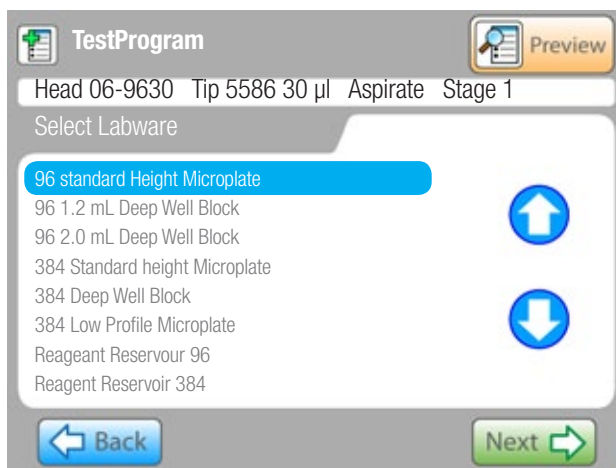 TestProgram
Preview
Head 06-9630 Tip 5586 30 µl Aspirate Stage 1
Select Labware
96 standard Height Microplate
96 1.2 mL Deep Well Block
96 2.0 mL Deep Well Block
384 Standard height Microplate
384 Deep Well Block
384 Low Profile Microplate
Reageant Reservour 96
Reagent Reservoir 384
Back
Next